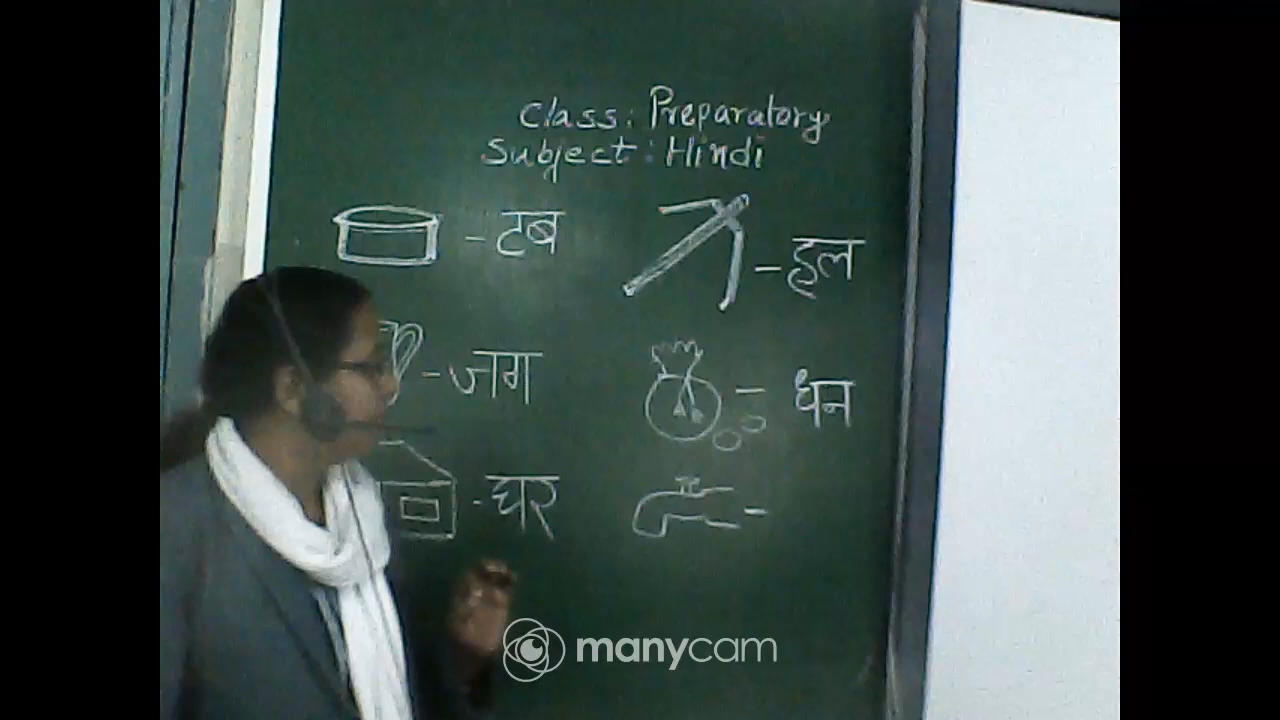 Class: Preparatory
Subject: Hindi
- टब
- हल
- जग
- धन
- घर
-
manycam